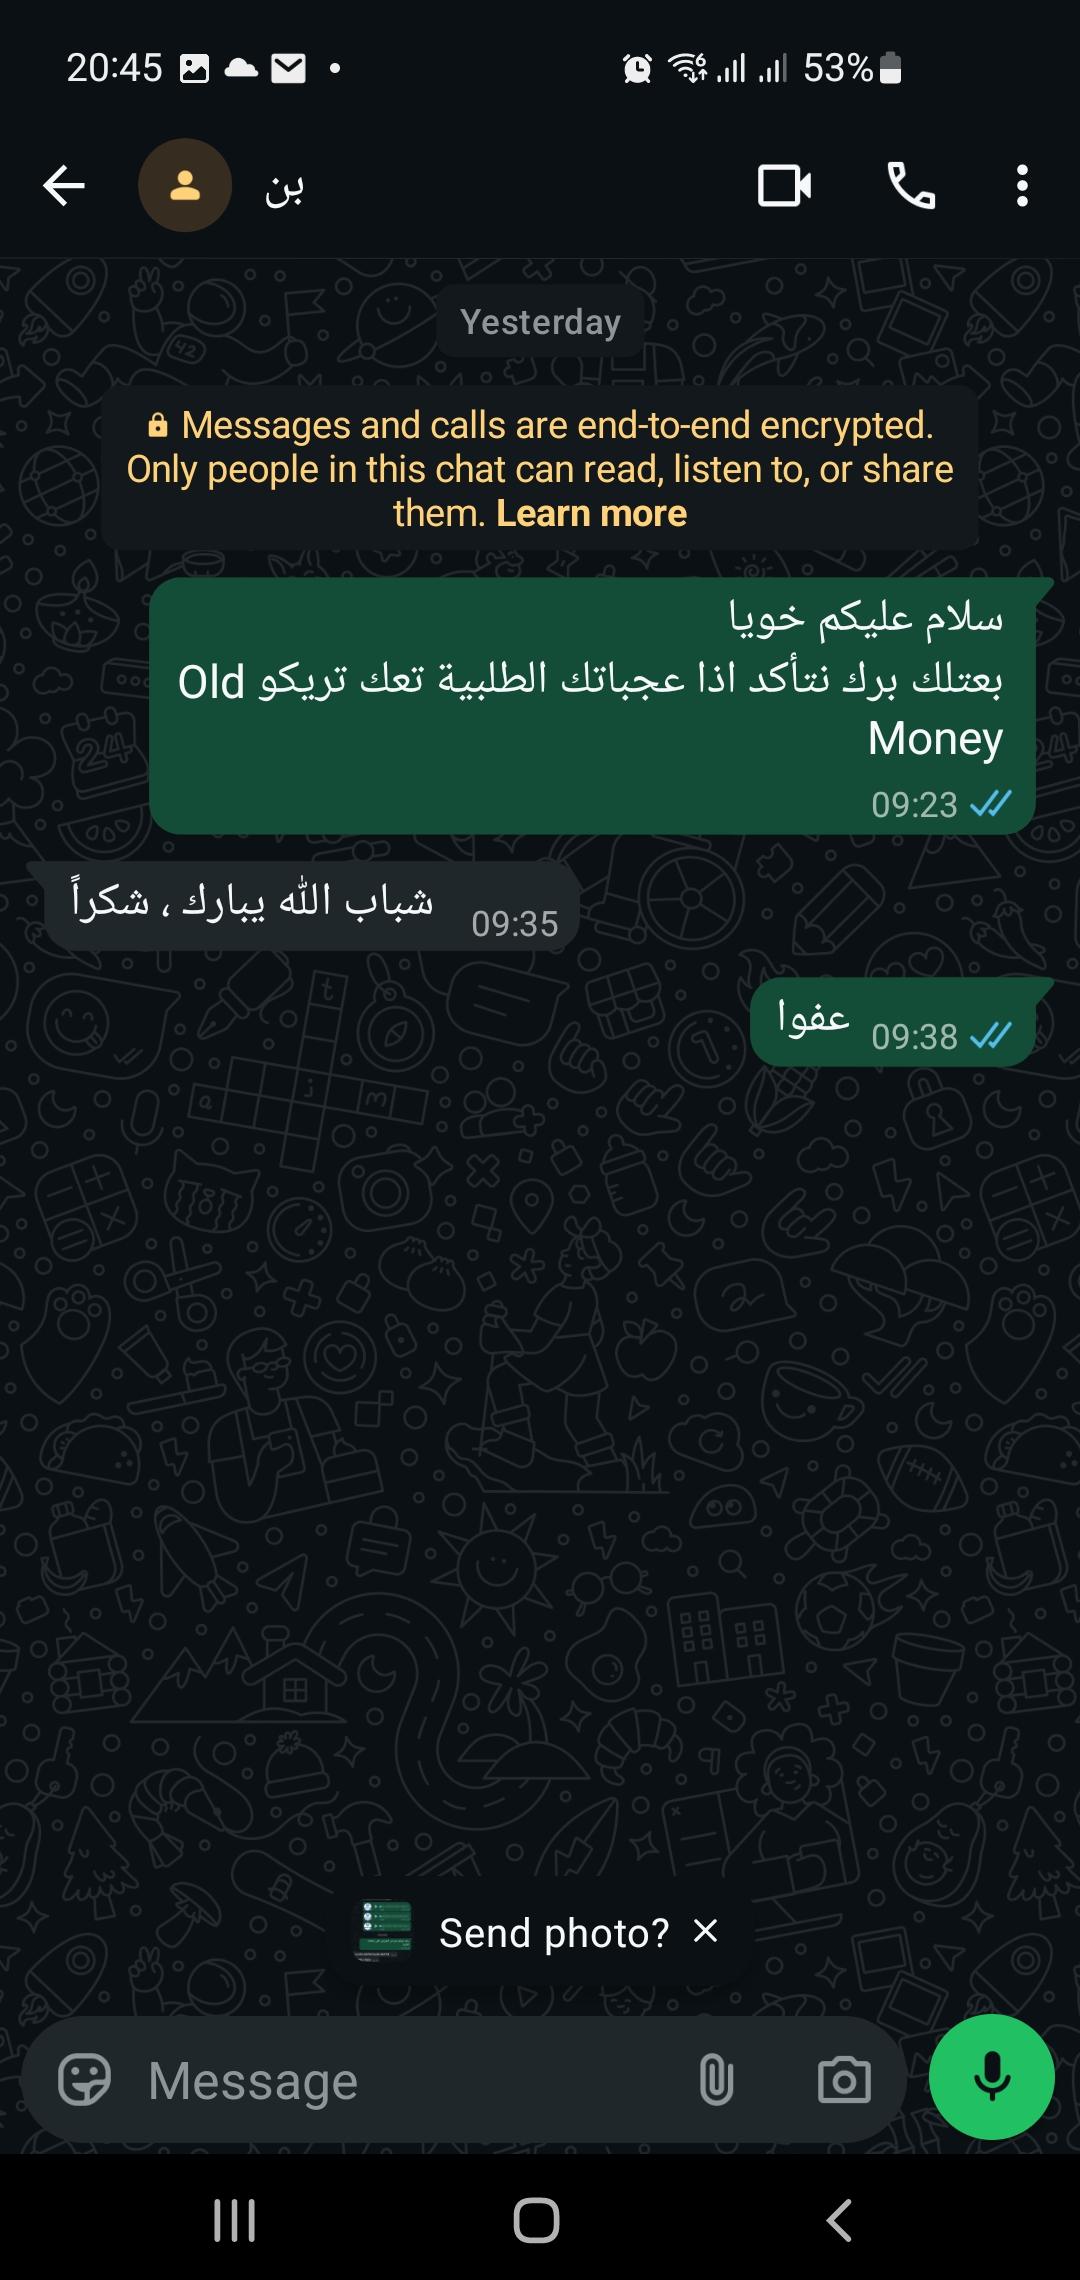 20:45
53%
بن
Yesterday
Messages and calls are end-to-end encrypted.
Only people in this chat can read, listen to, or share
them. Learn more
سلام عليكم خويا
بعتلك برك نتأكد اذا عجباتك الطلبية تعك تريكو Old
Money
09:23
شباب الله يبارك ، شكراً
09:35
عفوا
09:38
Send photo?
Message